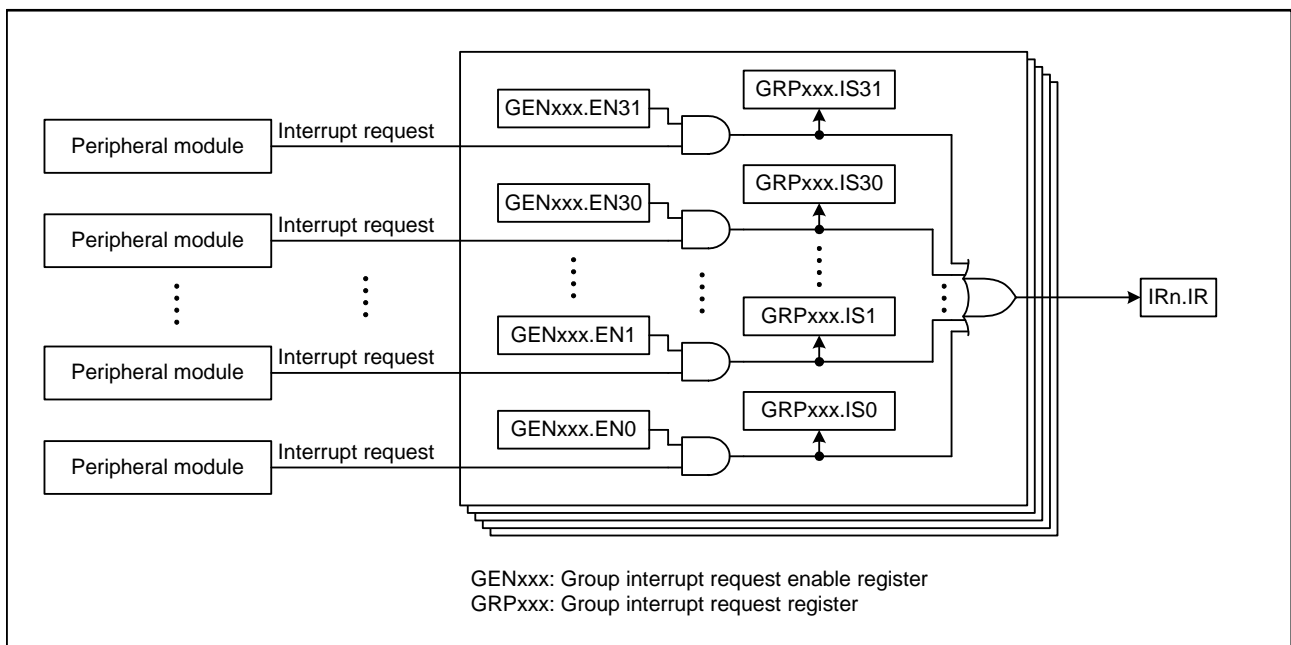 GRPxxx.IS31
GENxxx.EN31
Interrupt request
Peripheral module
GRPxxx.IS30
GENxxx.EN30
Interrupt request
Peripheral module
GRPxxx.IS1
IRn.IR
GENxxx.EN1
Interrupt request
Peripheral module
GRPxxx.IS0
GENxxx.EN0
Interrupt request
Peripheral module
GENxxx: Group interrupt request enable register
GRPxxx: Group interrupt request register